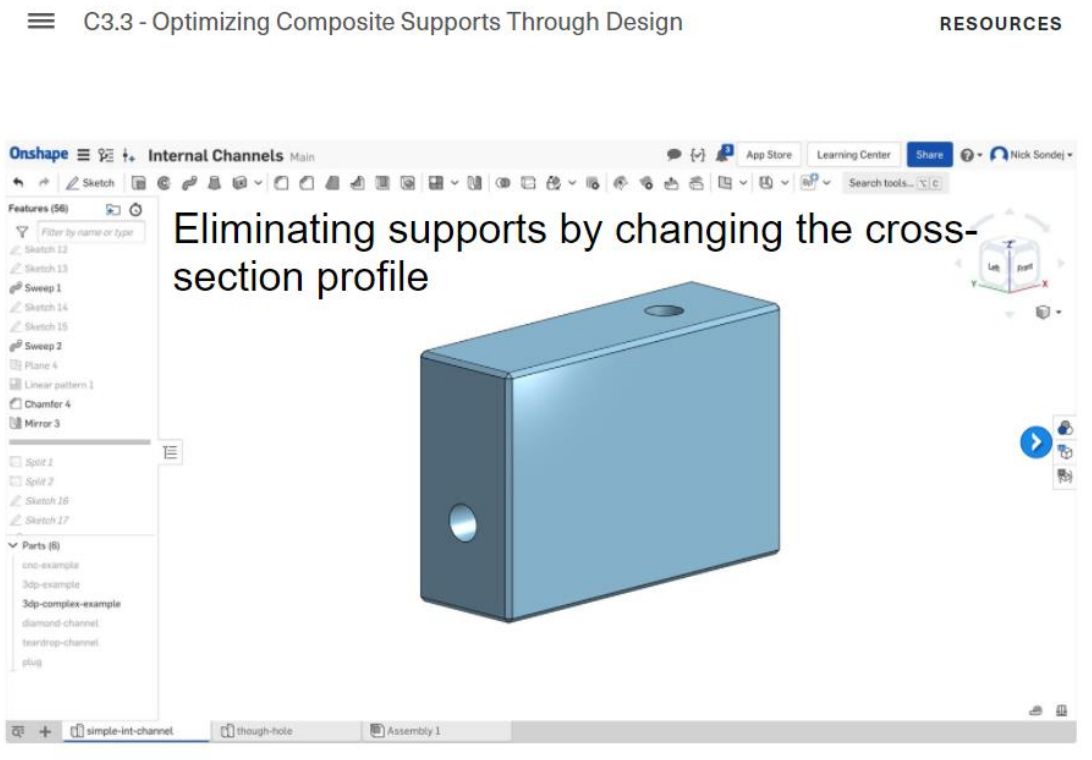 C3.3 - Optimizing Composite Supports Through Design
RESOURCES
Onshape
Internal Channels Main
3
App Store
Learning Center
Share
Nick Sondej
Sketch
Search tools... ⌥ C
Features (56)
Filter by name or type
Eliminating supports by changing the cross-
section profile
Sketch 12
Sketch 13
Sweep 1
Sketch 14
Sketch 15
Sweep 2
Plane 4
Linear pattern 1
Chamfer 4
Mirror 3
Split 1
Split 2
Sketch 16
Sketch 17
Z
Left
Front
Y
X
Parts (6)
cnc-example
3dp-example
3dp-complex-example
diamond-channel
teardrop-channel
plug
simple-int-channel
though-hole
Assembly 1